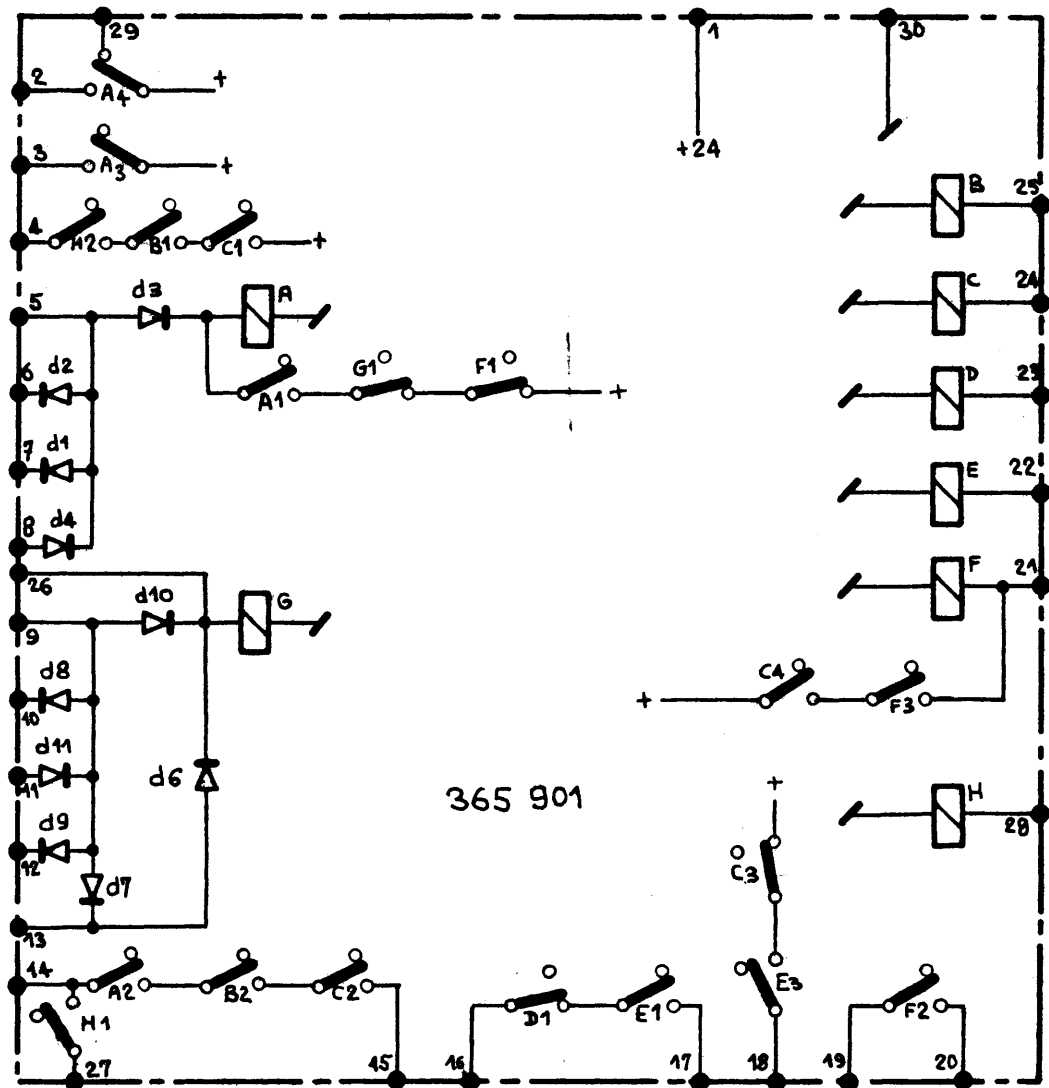 29
1
30
2
A4
+
+24
3
A3
+
B
25
4
H2
B1
C1
+
5
d3
A
C
24
6
d2
A1
G1
F1
+
D
23
7
d1
E
22
8
d4
26
d10
G
F
21
9
d8
10
C4
+
F3
d11
11
d6
365 901
+
H
28
d9
12
C3
d7
13
14
A2
B2
C2
H1
D1
E1
E3
F2
27
15
16
17
18
19
20